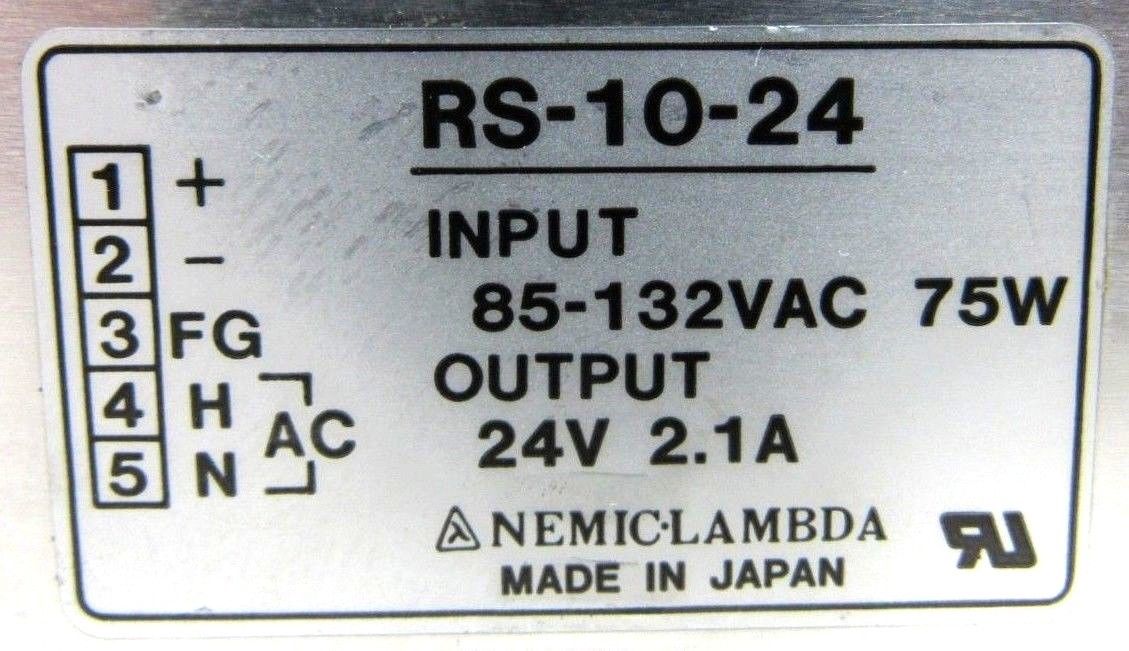 RS-10-24
1 +
2 -
3 FG
4 H
AC
5 N
INPUT
85-132VAC 75W
OUTPUT
24V 2.1A
NEMIC·LAMBDA
MADE IN JAPAN
RU